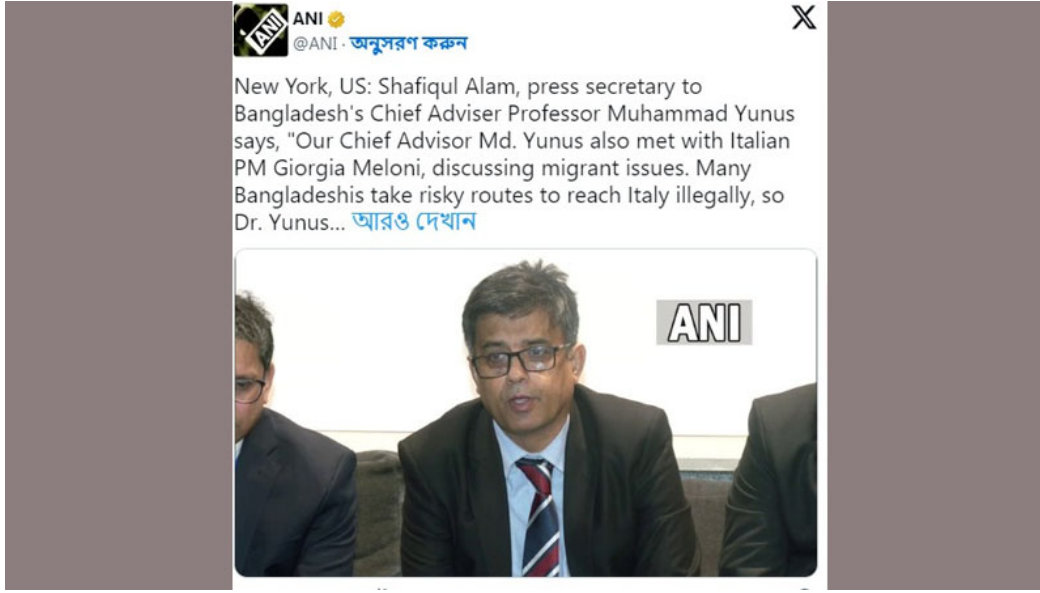 ANI
@ANI · অনুসরণ করুন
ANI
New York, US: Shafiqul Alam, press secretary to
Bangladesh's Chief Adviser Professor Muhammad Yunus
says, "Our Chief Advisor Md. Yunus also met with Italian
PM Giorgia Meloni, discussing migrant issues. Many
Bangladeshis take risky routes to reach Italy illegally, so
Dr. Yunus... আরও দেখান
ANI